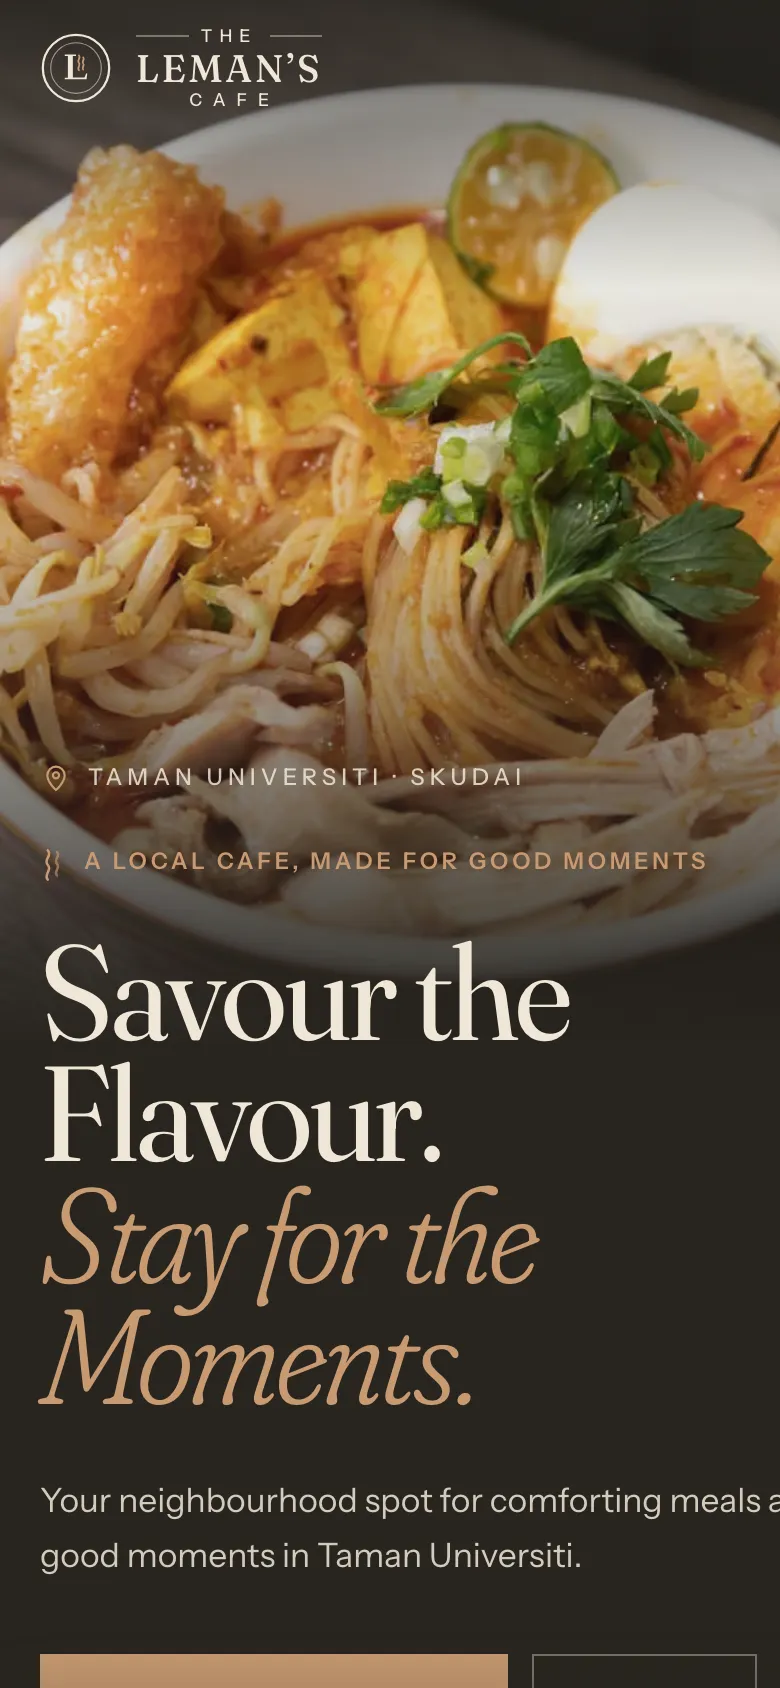 THE
LEMAN'S
CAFE
TAMAN UNIVERSITI · SKUDAI
A LOCAL CAFE, MADE FOR GOOD MOMENTS
Savour the
Flavour.
Stay for the
Moments.
Your neighbourhood spot for comforting meals a
good moments in Taman Universiti.